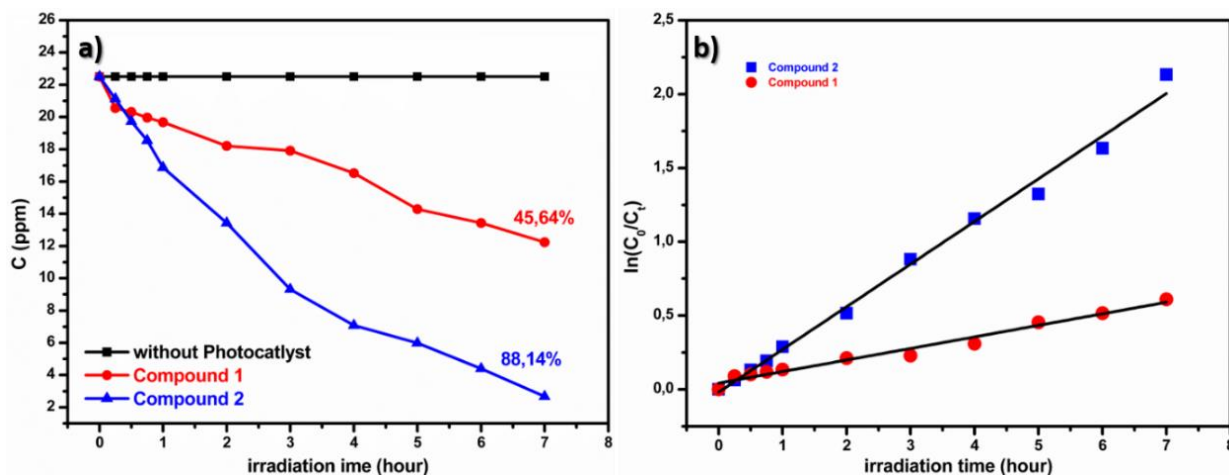 a)
C (ppm)
26
24
22
20
18
16
14
12
10
8
6
4
2
45,64%
88,14%
without Photocatlyst
Compound 1
Compound 2
0 1 2 3 4 5 6 7 8
irradiation ime (hour)
b)
ln(C0/Ct)
Compound 2
Compound 1
2,0
1,5
1,0
0,5
0,0
0 1 2 3 4 5 6 7 8
irradiation time (hour)